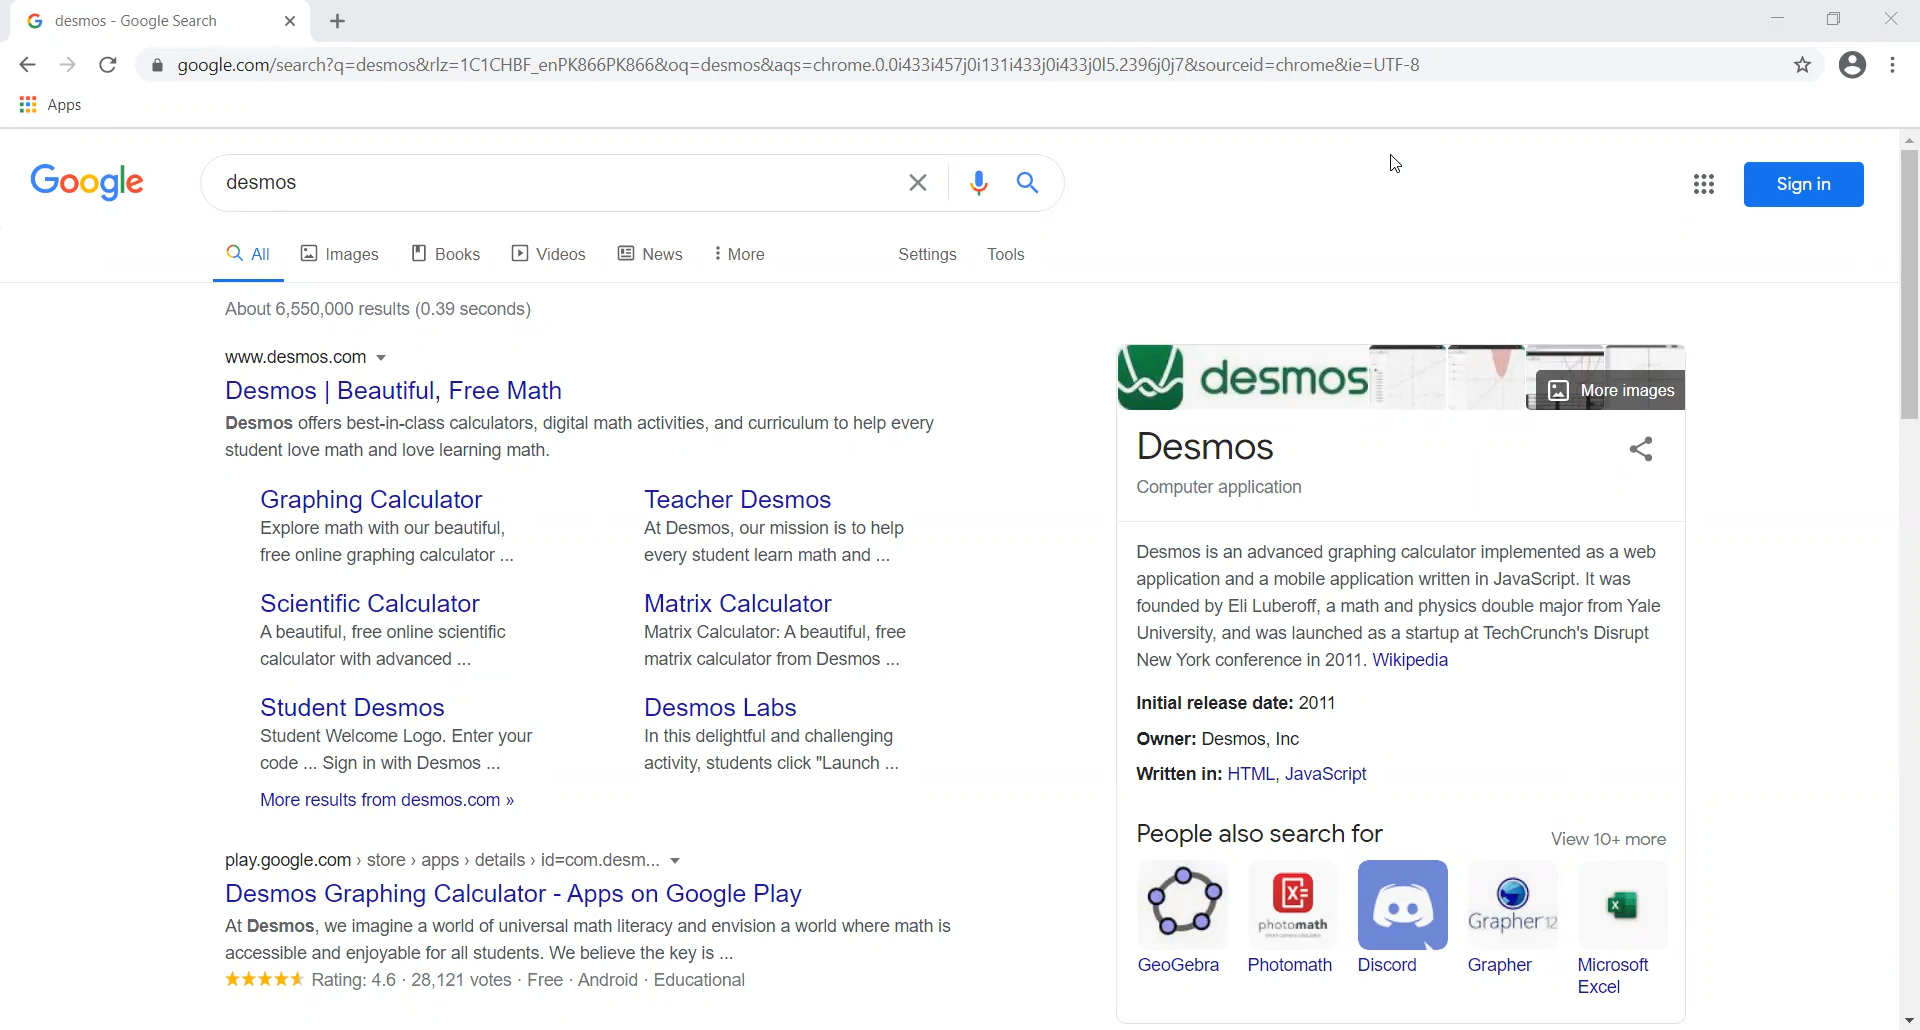 desmos - Google Search
google.com/search?q=desmos&rlz=1C1CHBF_enPK866PK866&oq=desmos&aqs=chrome.0.0i433i457j0i131i433j0i433j0l5.2396j0j7&sourceid=chrome&ie=UTF-8
Apps
Google
desmos
Sign in
All Images Books Videos News More Settings Tools
About 6,550,000 results (0.39 seconds)
www.desmos.com
Desmos | Beautiful, Free Math
Desmos offers best-in-class calculators, digital math activities, and curriculum to help every
student love math and love learning math.
Graphing Calculator
Explore math with our beautiful,
free online graphing calculator ...
Teacher Desmos
At Desmos, our mission is to help
every student learn math and ...
Scientific Calculator
A beautiful, free online scientific
calculator with advanced ...
Matrix Calculator
Matrix Calculator: A beautiful, free
matrix calculator from Desmos ...
Student Desmos
Student Welcome Logo. Enter your
code ... Sign in with Desmos ...
Desmos Labs
In this delightful and challenging
activity, students click "Launch ...
More results from desmos.com »
play.google.com › store › apps › details › id=com.desm...
Desmos Graphing Calculator - Apps on Google Play
At Desmos, we imagine a world of universal math literacy and envision a world where math is
accessible and enjoyable for all students. We believe the key is ...
Rating: 4.6 · 28,121 votes · Free · Android · Educational
desmos
More images
Desmos
Computer application
Desmos is an advanced graphing calculator implemented as a web
application and a mobile application written in JavaScript. It was
founded by Eli Luberoff, a math and physics double major from Yale
University, and was launched as a startup at TechCrunch's Disrupt
New York conference in 2011. Wikipedia
Initial release date: 2011
Owner: Desmos, Inc
Written in: HTML, JavaScript
People also search for
View 10+ more
photomath
Grapher 12
GeoGebra
Photomath
Discord
Grapher
Microsoft
Excel